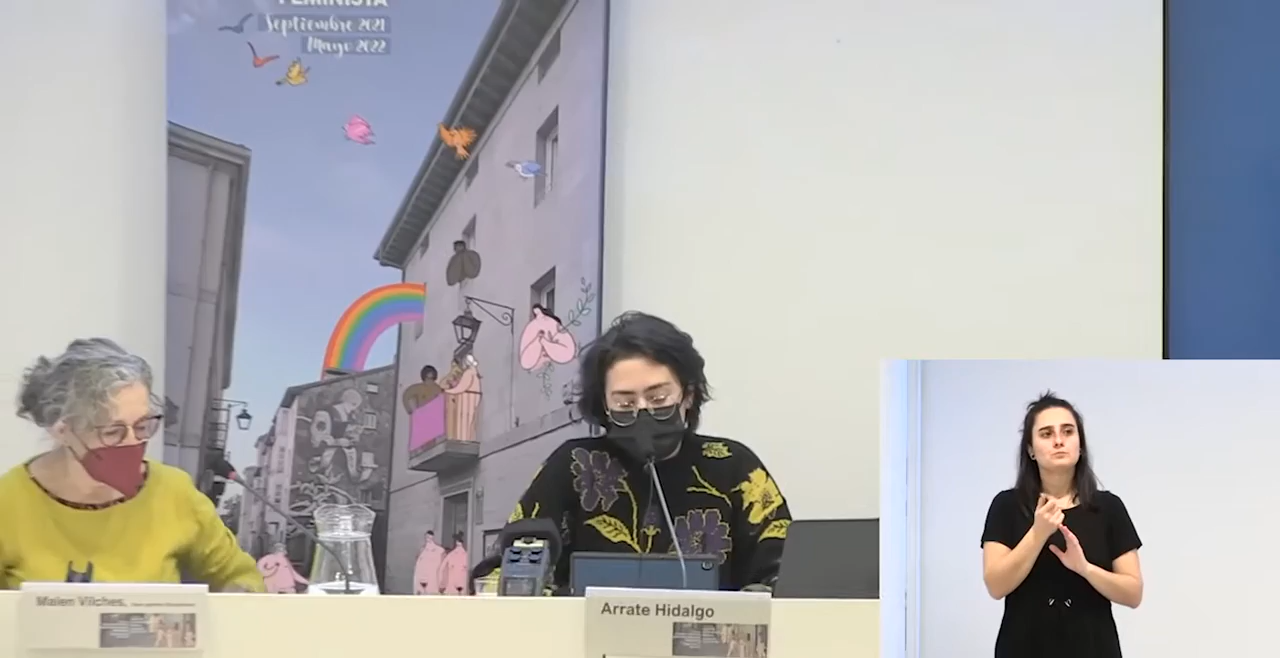 FEMINISTA
Septiembre 2021
Mayo 2022
Malen Vilches,
Arrate Hidalgo